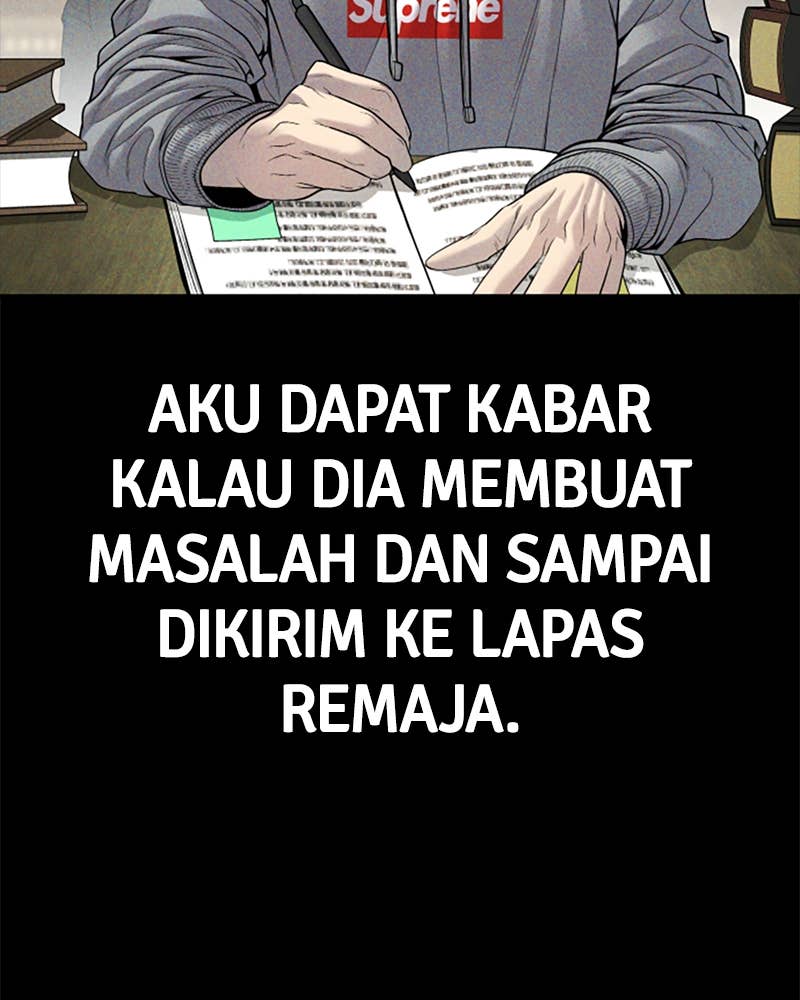 Supreme
AKU DAPAT KABAR
KALAU DIA MEMBUAT
MASALAH DAN SAMPAI
DIKIRIM KE LAPAS
REMAJA.